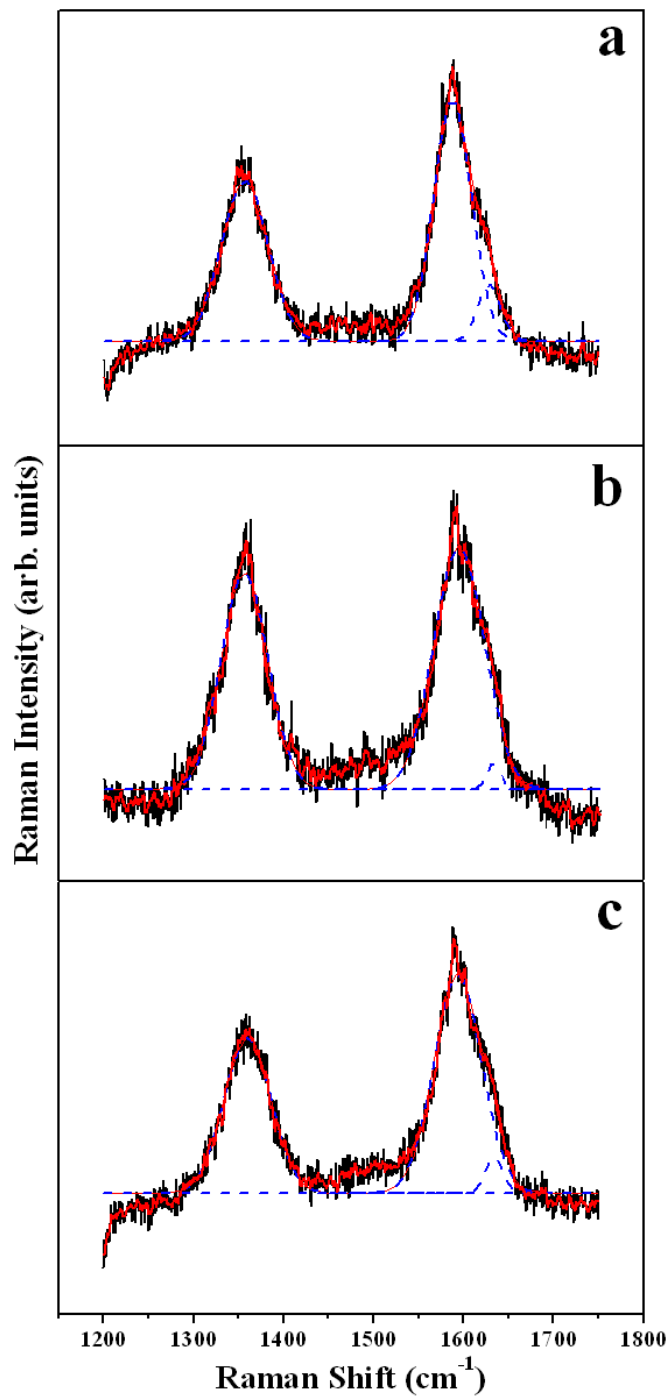 a
b
c
Raman Intensity (arb. units)
1200 1300 1400 1500 1600 1700 1800
Raman Shift (cm⁻¹)